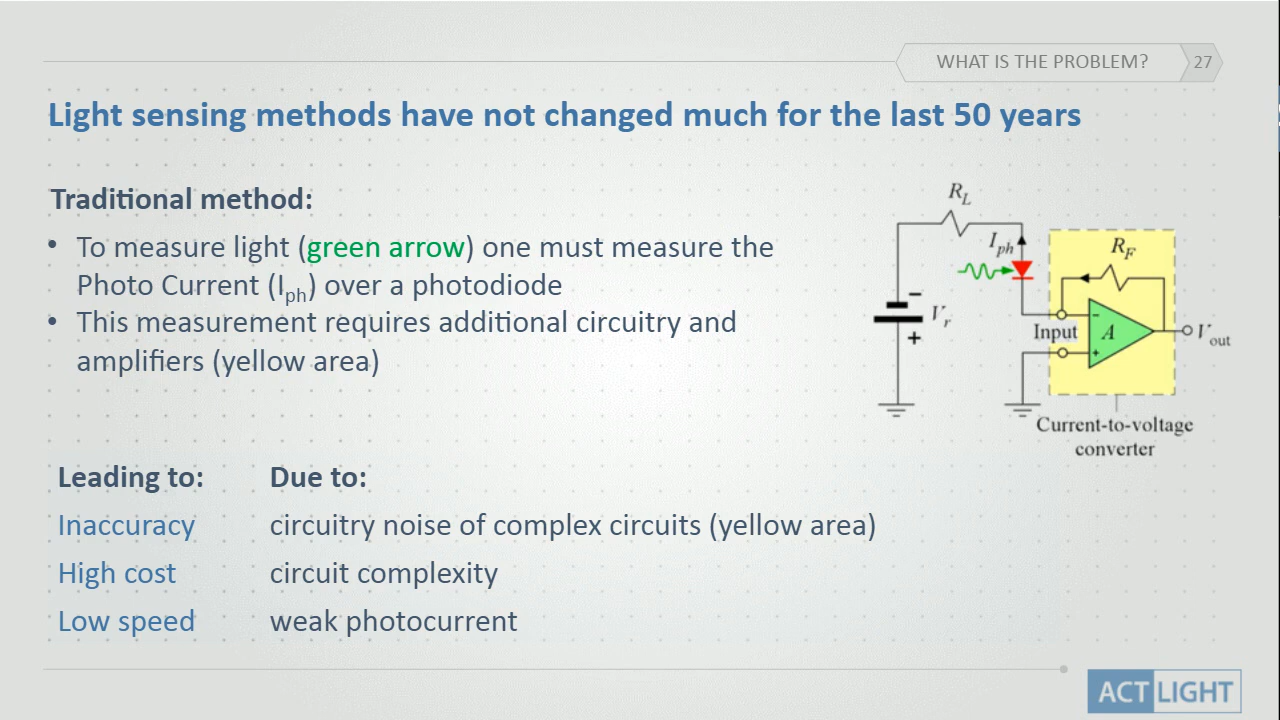 WHAT IS THE PROBLEM? 27
Light sensing methods have not changed much for the last 50 years
Traditional method:
• To measure light (green arrow) one must measure the
Photo Current (Iph) over a photodiode
• This measurement requires additional circuitry and
amplifiers (yellow area)
RL
Iph
RF
Vr
−
+
Input
−
A
+
Vout
Current-to-voltage
converter
Leading to: Due to:
Inaccuracy circuitry noise of complex circuits (yellow area)
High cost circuit complexity
Low speed weak photocurrent
ACTLIGHT